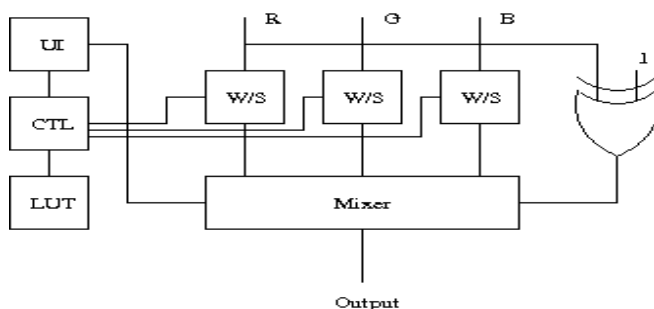 R G B
UI
1
W/S W/S W/S
CTL
LUT
Mixer
Output